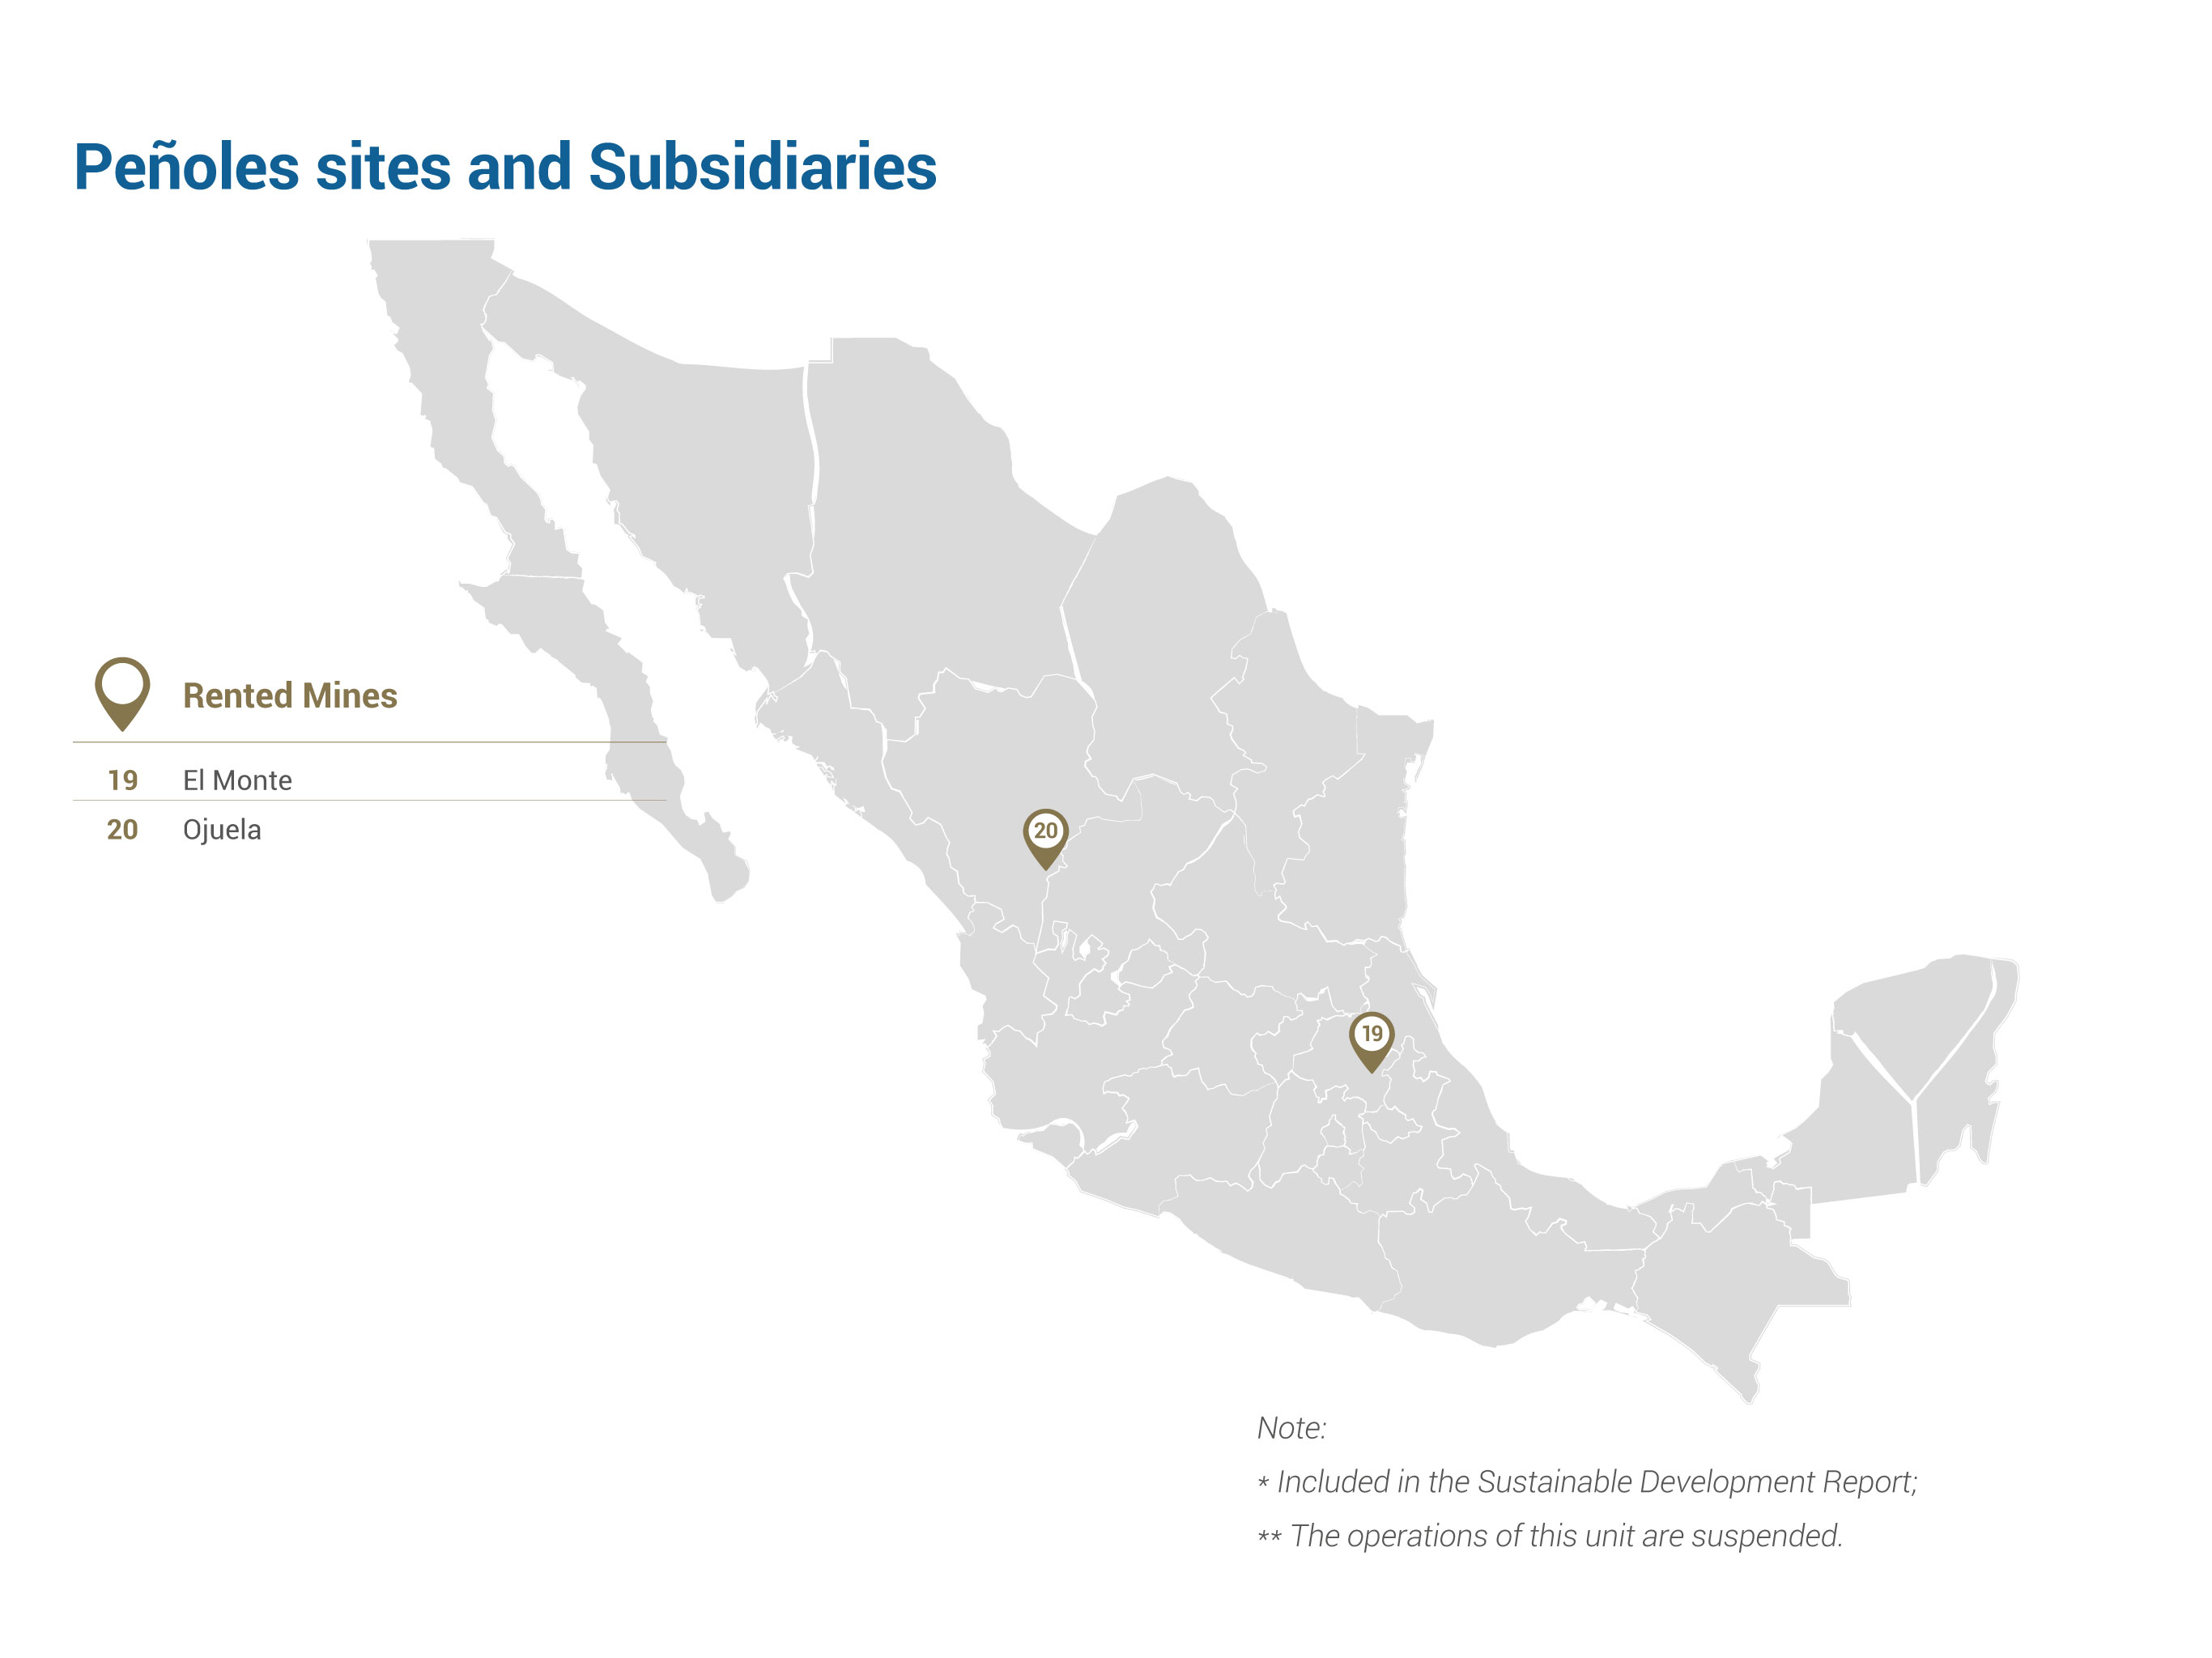 Peñoles sites and Subsidiaries
Rented Mines
19 El Monte
20 Ojuela
20
19
Note:
* Included in the Sustainable Development Report;
** The operations of this unit are suspended.